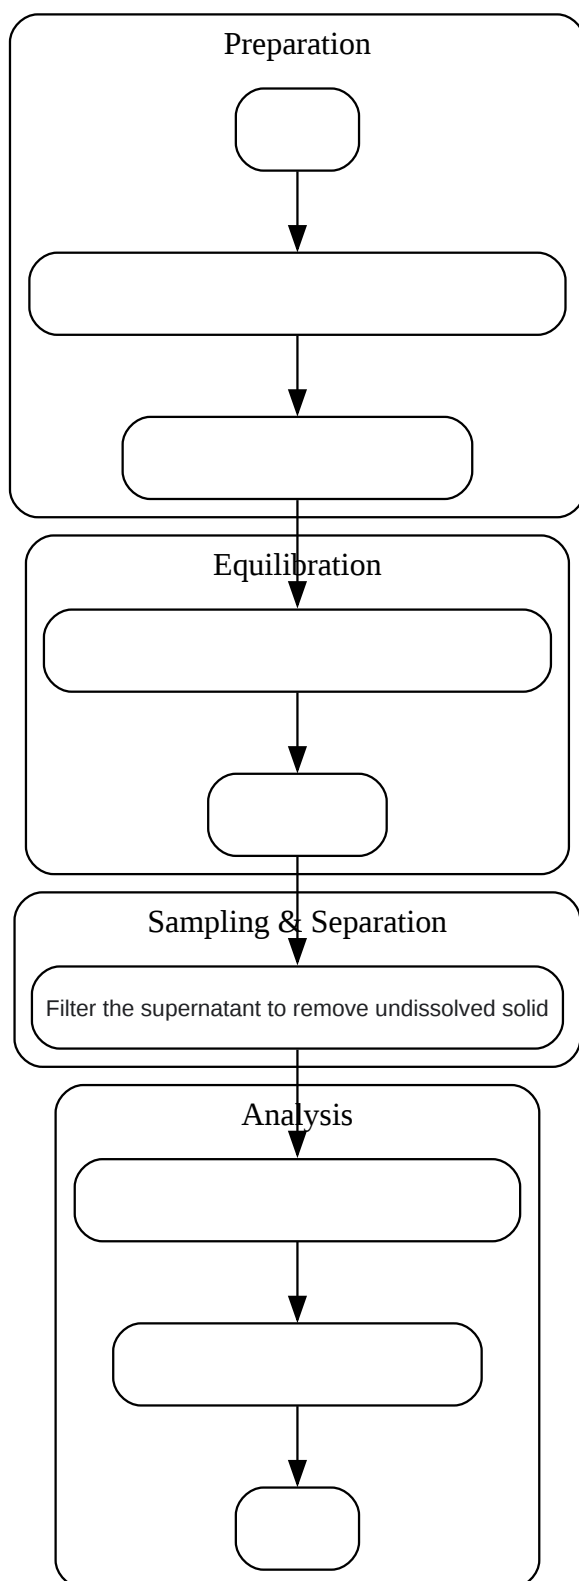 Preparation
Equilibration
Sampling & Separation
Filter the supernatant to remove undissolved solid
Analysis